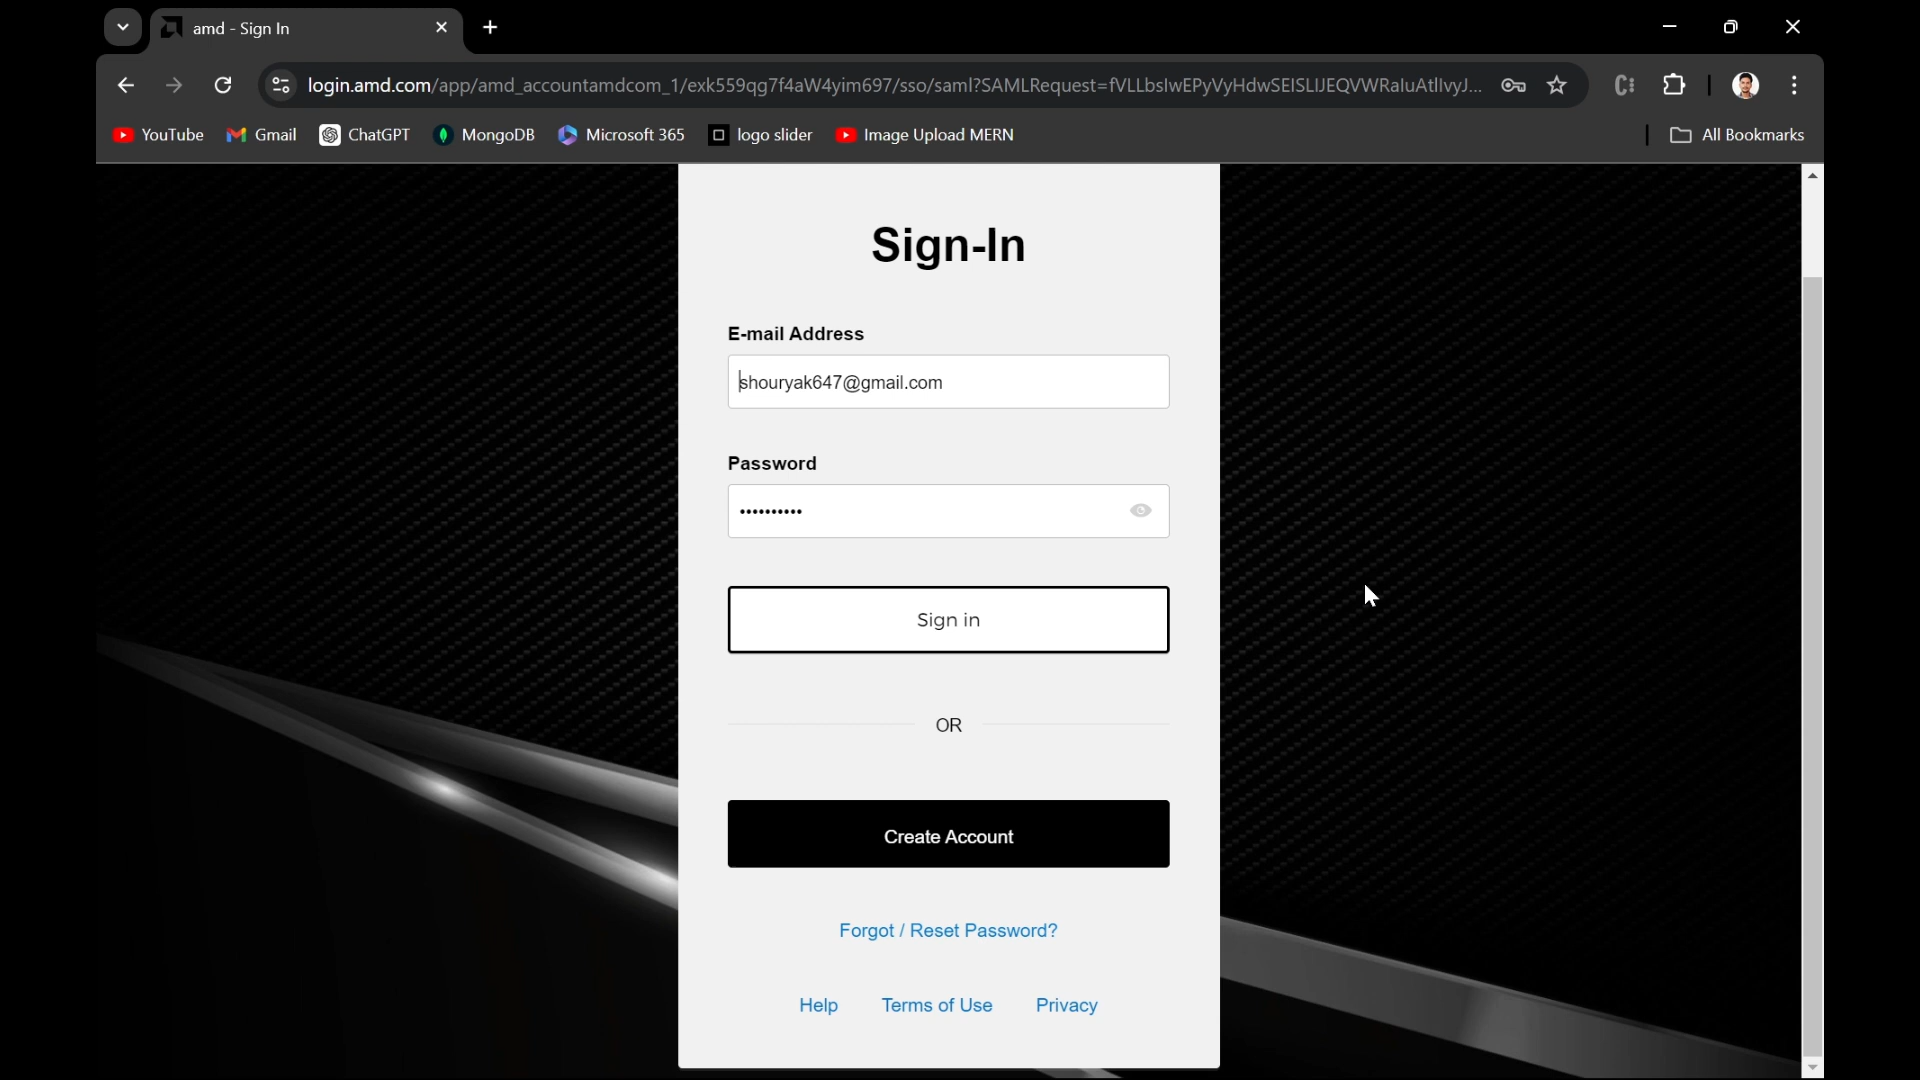 amd - Sign In
login.amd.com/app/amd_accountamdcom_1/exk559qg7f4aW4yim697/sso/saml?SAMLRequest=fVLLbslwEPyVyHdwSEISLIJEQVWRaluAtlIvyJ...
YouTube Gmail ChatGPT MongoDB Microsoft 365 logo slider Image Upload MERN All Bookmarks
Sign-In
E-mail Address
shouryak647@gmail.com
Password
••••••••••
Sign in
OR
Create Account
Forgot / Reset Password?
Help Terms of Use Privacy